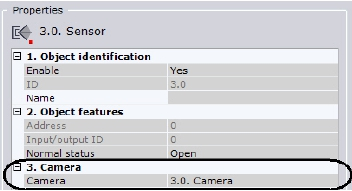 Properties
3.0. Sensor
1. Object identification
Enable Yes
ID 3.0
Name
2. Object features
Address 0
Input/output ID 0
Normal status Open
3. Camera
Camera 3.0. Camera